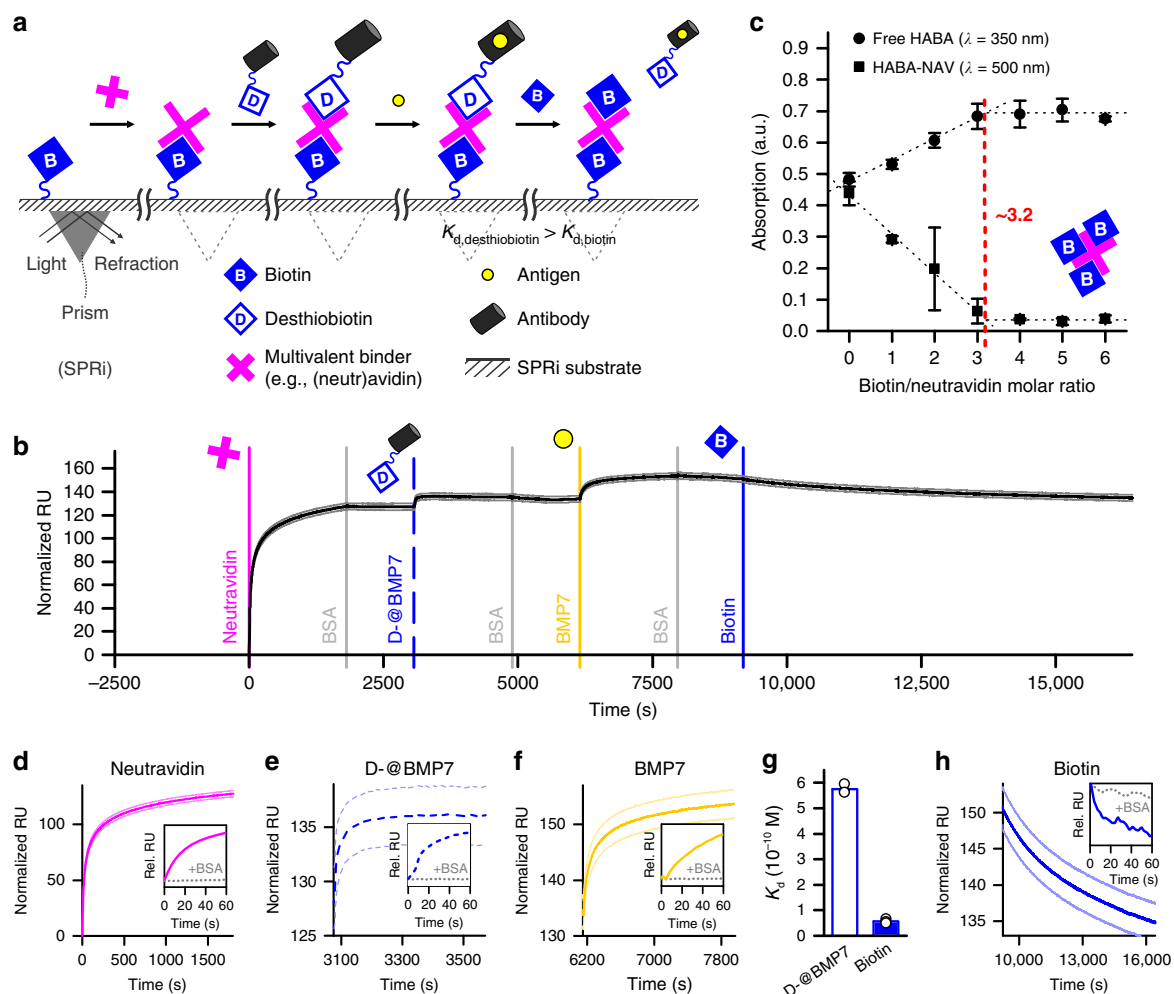 a
B
B
D
D
B
D
B
B
B
B
D
Kd,desthiobiotin > Kd,biotin
Light
Refraction
Prism
(SPRi)
B
Biotin
D
Desthiobiotin
Multivalent binder
(e.g., (neutr)avidin)
Antigen
Antibody
SPRi substrate
c
Free HABA (λ = 350 nm)
HABA-NAV (λ = 500 nm)
Absorption (a.u.)
0.9
0.8
0.7
0.6
0.5
0.4
0.3
0.2
0.1
0.0
~3.2
B
B
B
0 1 2 3 4 5 6
Biotin/neutravidin molar ratio
b
D
B
Normalized RU
160
140
120
100
80
60
40
20
0
Neutravidin
BSA
D-@BMP7
BSA
BMP7
BSA
Biotin
−2500 0 2500 5000 7500 10,000 12,500 15,000
Time (s)
d
Neutravidin
Normalized RU
100
50
0
Rel. RU
+BSA
0 60
Time (s)
0 500 1000 1500
Time (s)
e
D-@BMP7
Normalized RU
135
130
125
Rel. RU
+BSA
0 20 40 60
Time (s)
3100 3300 3500
Time (s)
f
BMP7
Normalized RU
150
140
130
Rel. RU
+BSA
0 60
Time (s)
6200 7000 7800
Time (s)
g
Kd (10−10 M)
6
5
4
3
2
1
0
D-@BMP7
Biotin
h
Biotin
Normalized RU
150
145
140
135
Rel. RU
+BSA
0 20 40 60
Time (s)
10,000 13,000 16,000
Time (s)